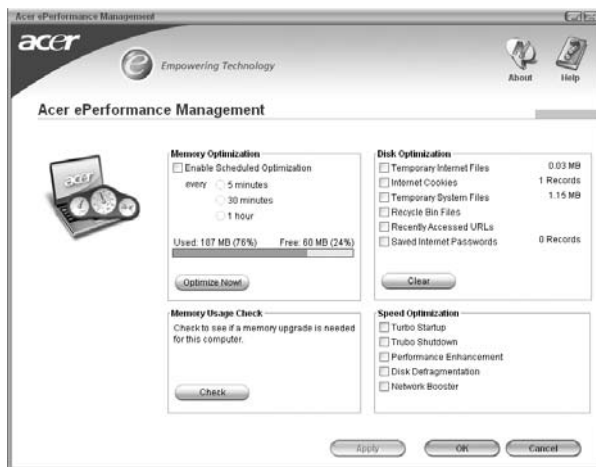 Acer ePerformance Management
acer
Empowering Technology
About
Help
Acer ePerformance Management
acer
Memory Optimization
Enable Scheduled Optimization
every
5 minutes
30 minutes
1 hour
Used: 187 MB (76%) Free: 60 MB (24%)
Optimize Now!
Disk Optimization
Temporary Internet Files 0.03 MB
Internet Cookies 1 Records
Temporary System Files 1.15 MB
Recycle Bin Files
Recently Accessed URLs
Saved Internet Passwords 0 Records
Clear
Memory Usage Check
Check to see if a memory upgrade is needed
for this computer.
Check
Speed Optimization
Turbo Startup
Trubo Shutdown
Performance Enhancement
Disk Defragmentation
Network Booster
Apply
OK
Cancel